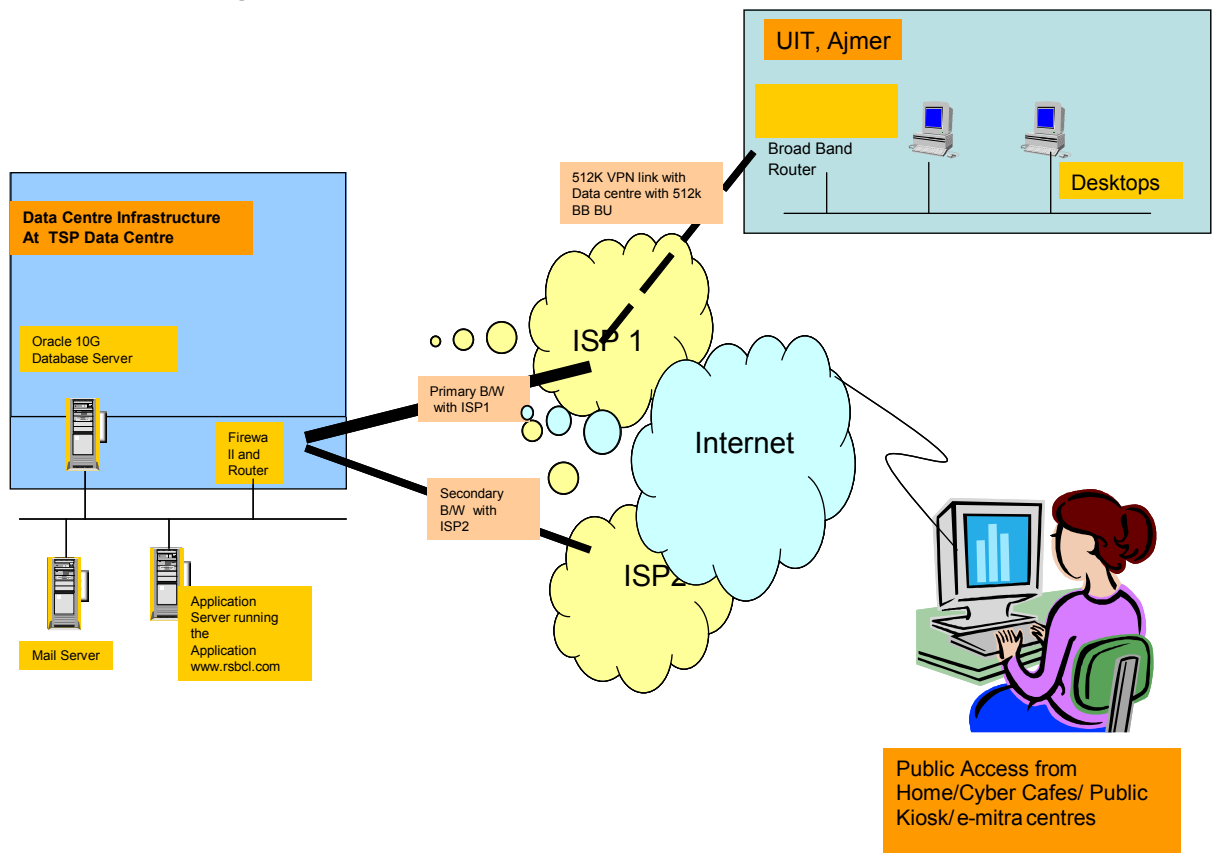 UIT, Ajmer
Broad Band
Router
Desktops
512K VPN link with
Data centre with 512k
BB BU
Data Centre Infrastructure
At TSP Data Centre
Oracle 10G
Database Server
Firewa
ll and
Router
Primary B/W
with ISP1
Secondary
B/W with
ISP2
ISP 1
Internet
ISP2
Mail Server
Application
Server running
the
Application
www.rsbcl.com
Public Access from
Home/Cyber Cafes/ Public
Kiosk/ e-mitra centres